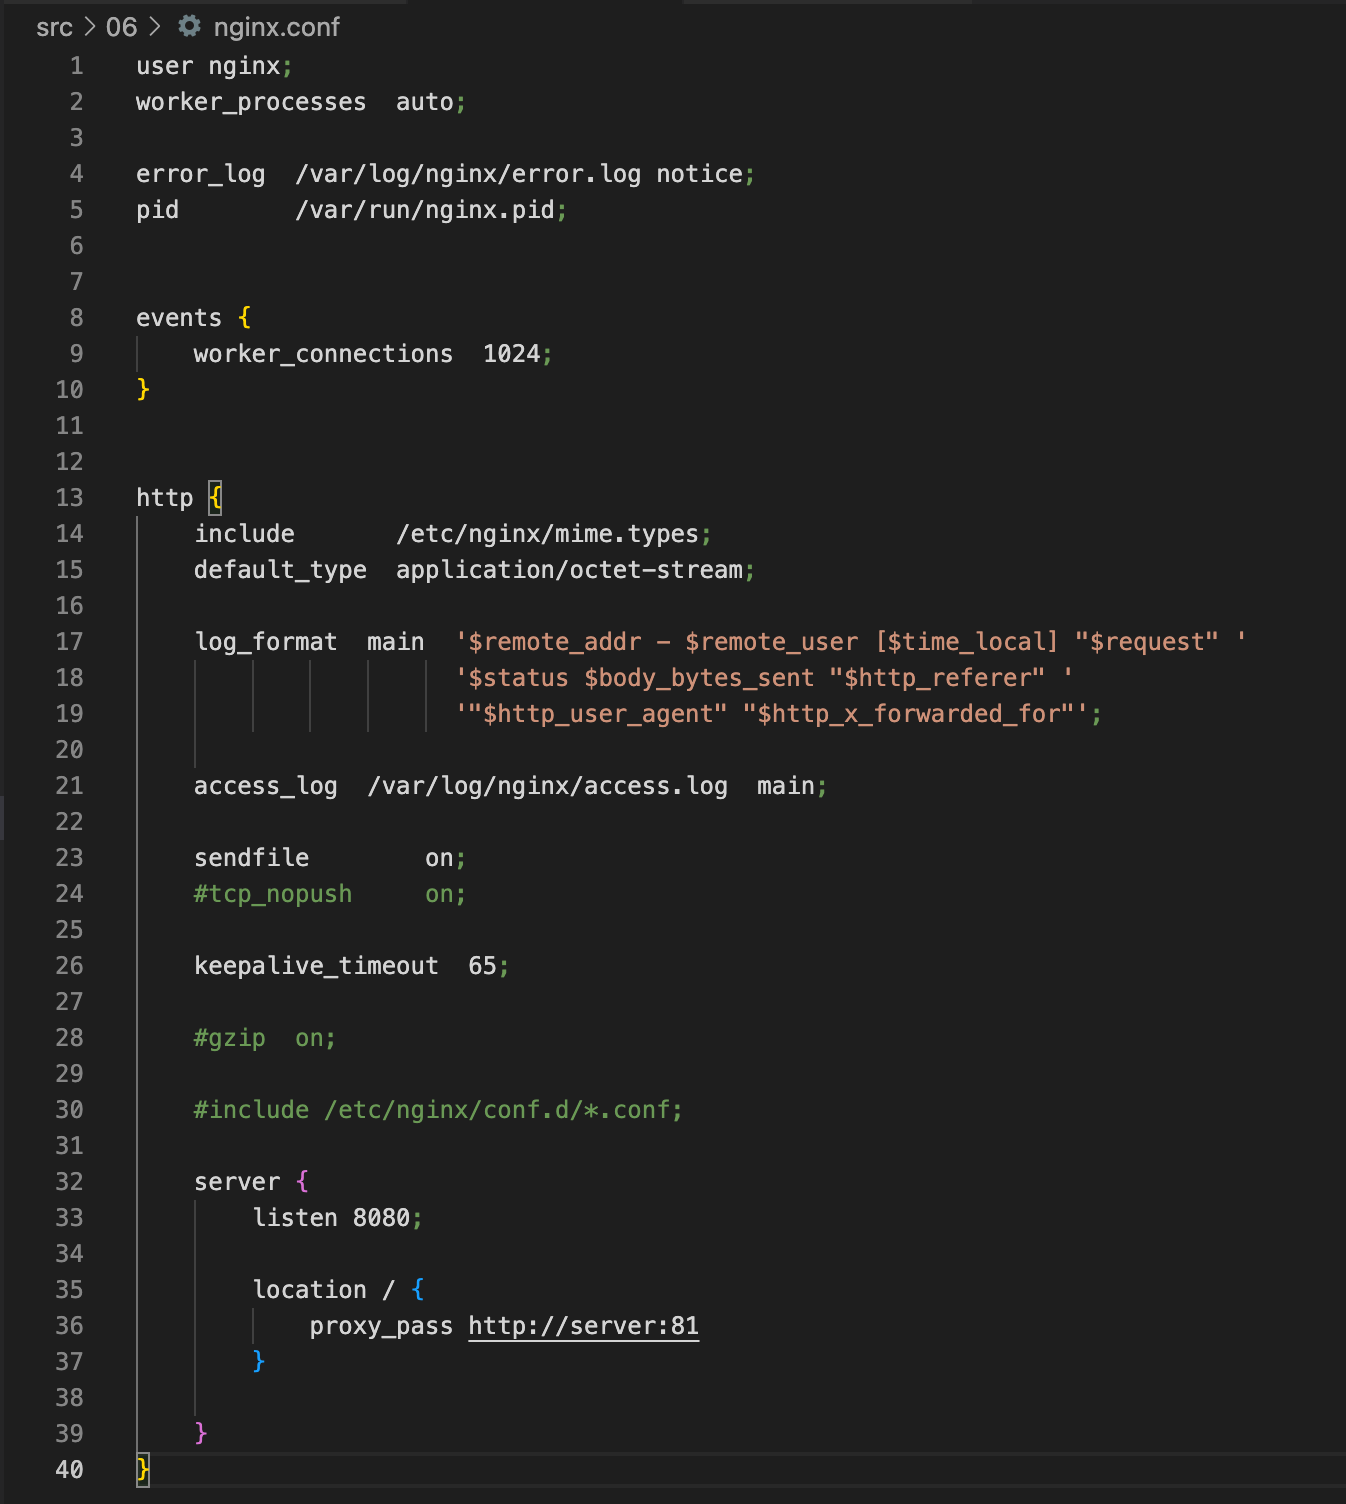 src > 06 > nginx.conf
1 user nginx;
2 worker_processes  auto;
3
4 error_log  /var/log/nginx/error.log notice;
5 pid        /var/run/nginx.pid;
6
7
8 events {
9     worker_connections  1024;
10 }
11
12
13 http {
14     include       /etc/nginx/mime.types;
15     default_type  application/octet-stream;
16
17     log_format  main  '$remote_addr - $remote_user [$time_local] "$request" '
18                       '$status $body_bytes_sent "$http_referer" '
19                       '"$http_user_agent" "$http_x_forwarded_for"';
20
21     access_log  /var/log/nginx/access.log  main;
22
23     sendfile        on;
24     #tcp_nopush     on;
25
26     keepalive_timeout  65;
27
28     #gzip  on;
29
30     #include /etc/nginx/conf.d/*.conf;
31
32     server {
33         listen 8080;
34
35         location / {
36             proxy_pass http://server:81
37         }
38
39     }
40 }